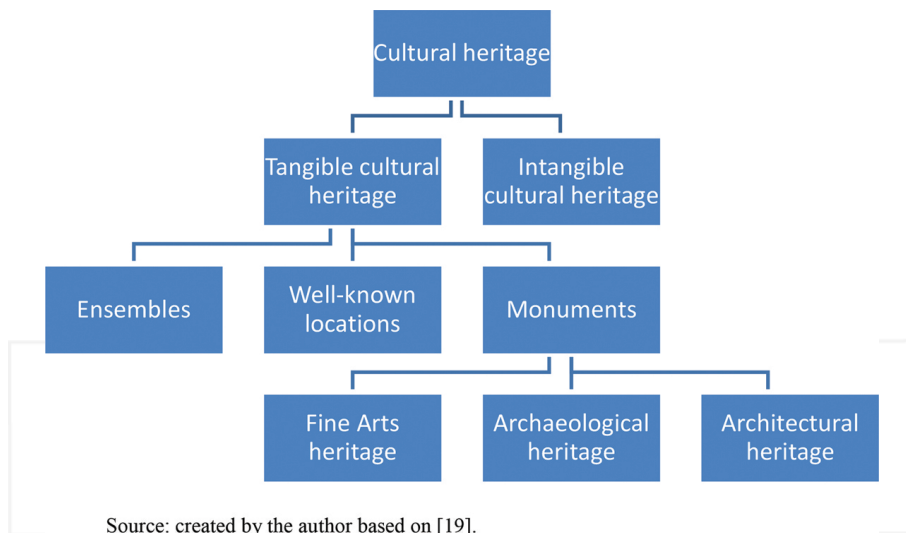 Cultural heritage
Tangible cultural
heritage
Intangible
cultural heritage
Ensembles
Well-known
locations
Monuments
Fine Arts
heritage
Archaeological
heritage
Architectural
heritage
Source: created by the author based on [19].